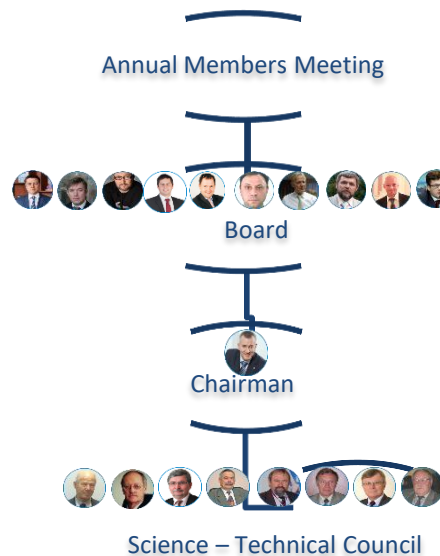 Annual Members Meeting
Board
Chairman
Science – Technical Council